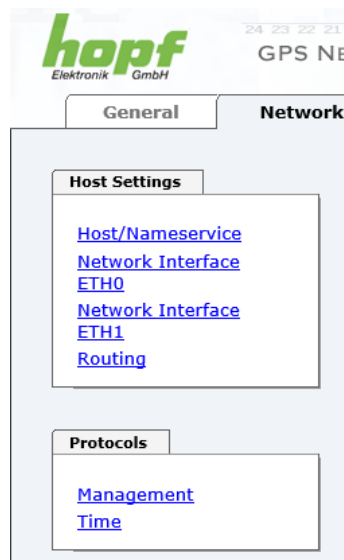 hopf
Elektronik GmbH
24 23 22 21
GPS
General
Network
Host Settings
Host/Nameservice
Network Interface
ETH0
Network Interface
ETH1
Routing
Protocols
Management
Time